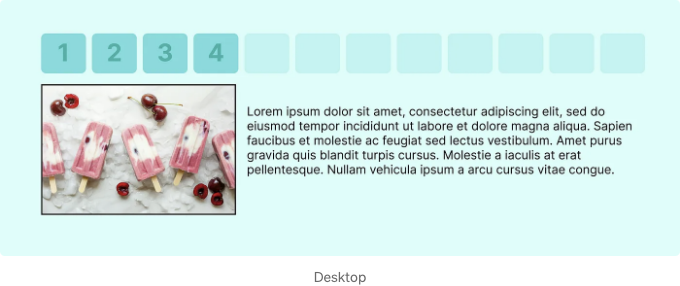 1 2 3 4
Lorem ipsum dolor sit amet, consectetur adipiscing elit, sed do
eiusmod tempor incididunt ut labore et dolore magna aliqua. Sapien
faucibus et molestie ac feugiat sed lectus vestibulum. Amet purus
gravida quis blandit turpis cursus. Molestie a iaculis at erat
pellentesque. Nullam vehicula ipsum a arcu cursus vitae congue.
Desktop